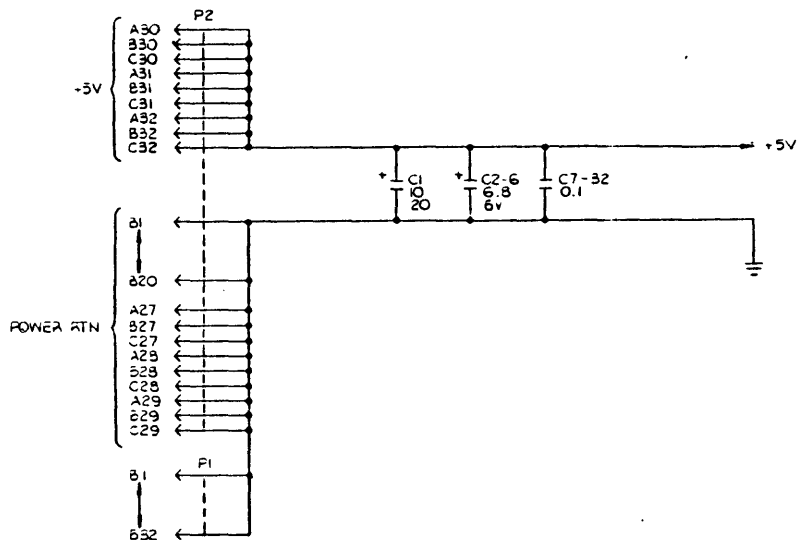 P2
A30
B30
C30
A31
+5V
B31
C31
A32
B32
C32
+5V
+ C1
10
20
+ C2-6
6.8
6V
C7-32
0.1
B1
B20
A27
POWER RTN
B27
C27
A28
B28
C28
A29
B29
C29
P1
B1
B32